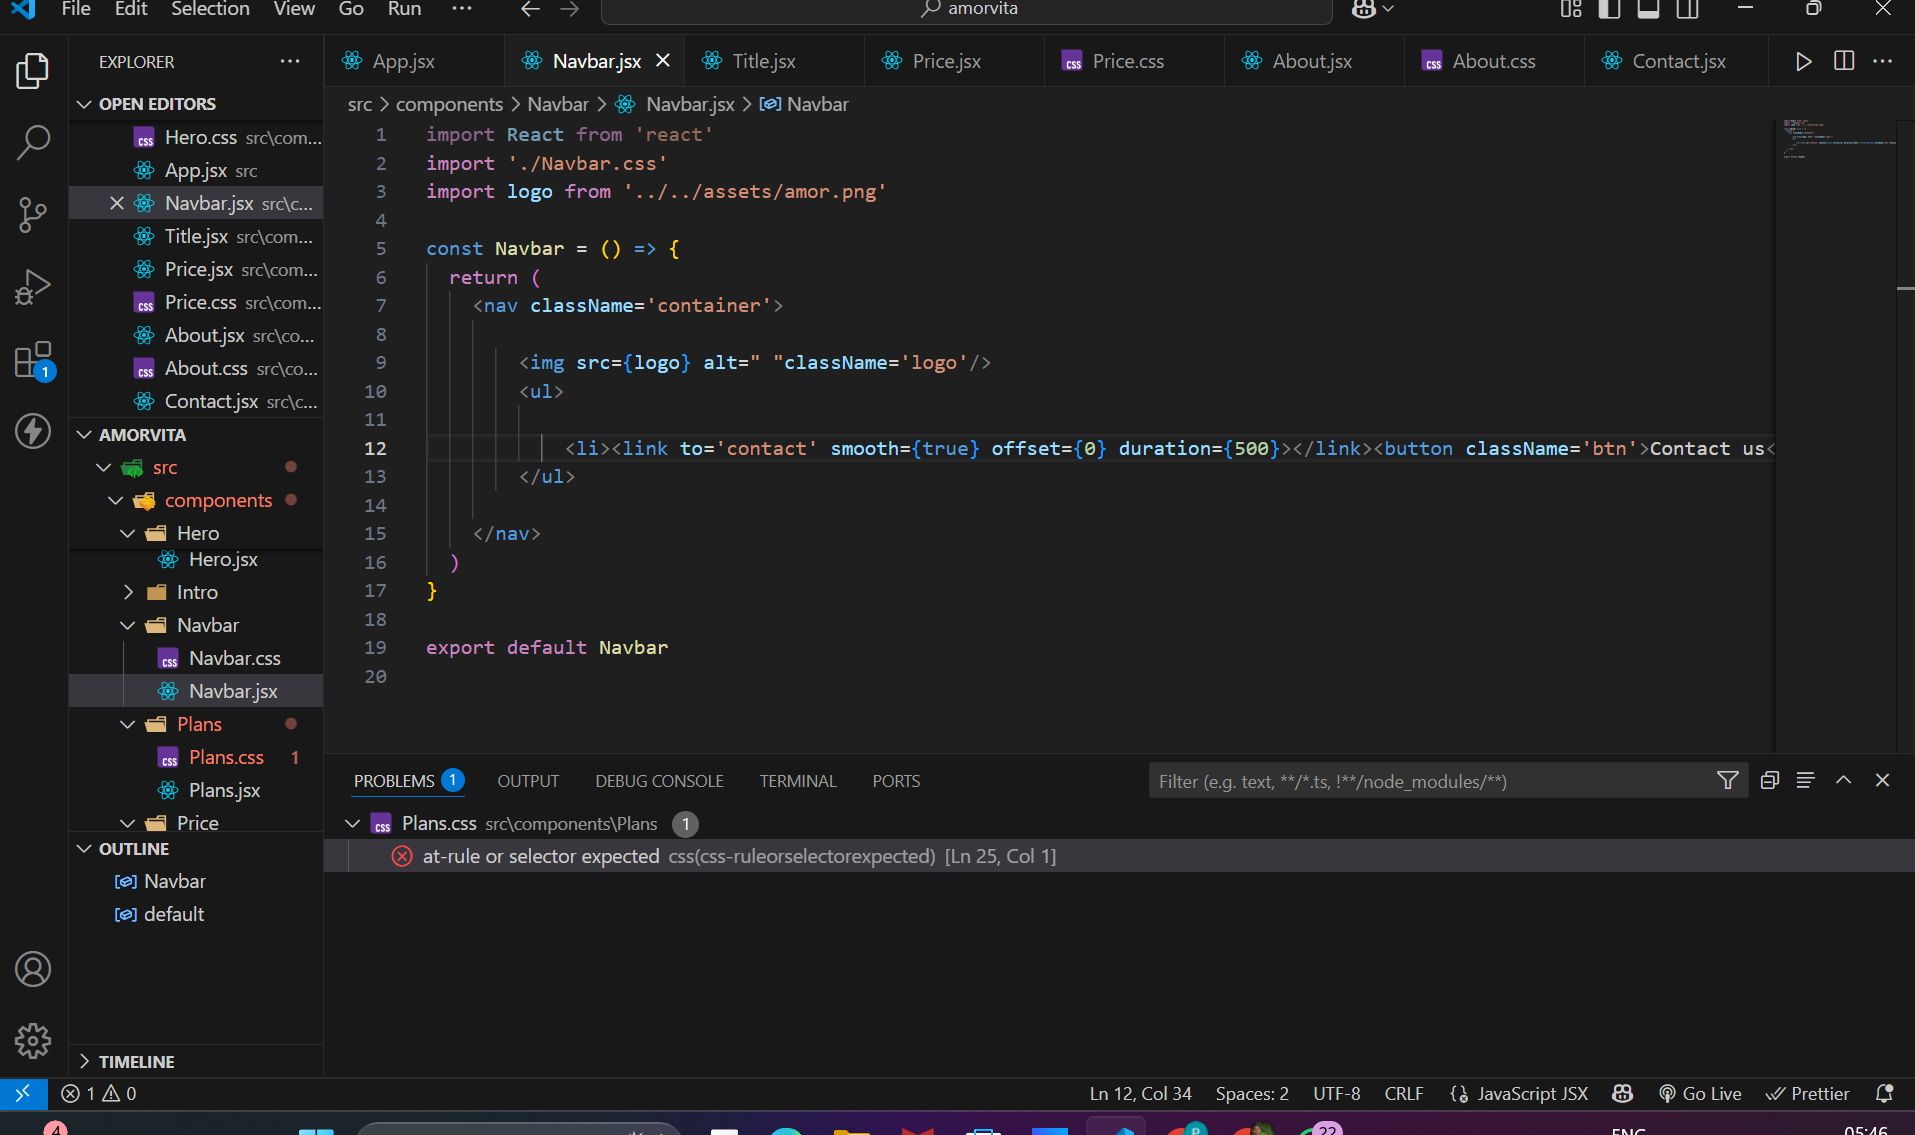 File Edit Selection View Go Run ··· amorvita
EXPLORER ···
App.jsx Navbar.jsx Title.jsx Price.jsx Price.css About.jsx About.css Contact.jsx ···
OPEN EDITORS
src > components > Navbar > Navbar.jsx > Navbar
Hero.css src\com...
App.jsx src
Navbar.jsx src\c...
Title.jsx src\com...
Price.jsx src\com...
Price.css src\com...
About.jsx src\co...
About.css src\co...
Contact.jsx src\c...
1
AMORVITA
src
components
Hero
Hero.jsx
Intro
Navbar
Navbar.css
Navbar.jsx
Plans
Plans.css 1
Plans.jsx
Price
OUTLINE
Navbar
default
TIMELINE
1 import React from 'react'
2 import './Navbar.css'
3 import logo from '../../assets/amor.png'
4
5 const Navbar = () => {
6 return (
7 <nav className='container'>
8
9 <img src={logo} alt=" "className='logo'/>
10 <ul>
11
12 <li><link to='contact' smooth={true} offset={0} duration={500}></link><button className='btn'>Contact us<
13 </ul>
14
15 </nav>
16 )
17 }
18
19 export default Navbar
20
PROBLEMS 1 OUTPUT DEBUG CONSOLE TERMINAL PORTS Filter (e.g. text, **/*.ts, !**/node_modules/**)
Plans.css src\components\Plans 1
at-rule or selector expected css(css-ruleorselectorexpected) [Ln 25, Col 1]
1 0 Ln 12, Col 34 Spaces: 2 UTF-8 CRLF {} JavaScript JSX Go Live Prettier
4 P 22 ENG 05:46